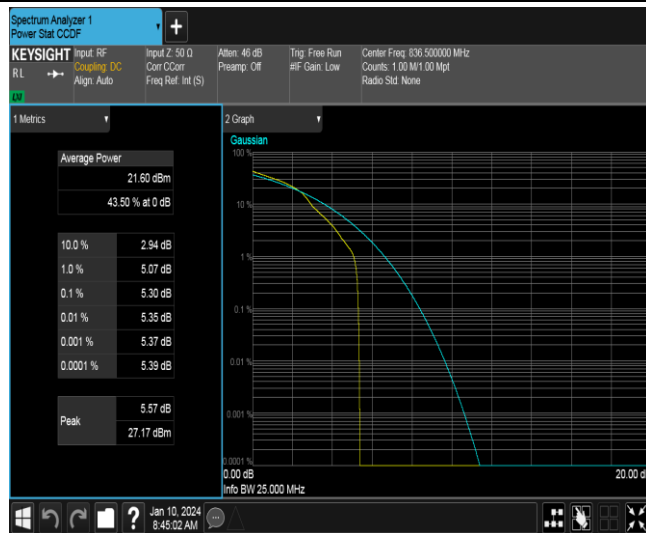 Spectrum Analyzer 1
Power Stat CCDF
+
KEYSIGHT
RL
LXI
Input: RF
Coupling: DC
Align: Auto
Input Z: 50 Ω
Corr CCorr
Freq Ref: Int (S)
Atten: 46 dB
Preamp: Off
Trig: Free Run
#IF Gain: Low
Center Freq: 836.500000 MHz
Counts: 1.00 M/1.00 Mpt
Radio Std: None
1 Metrics
Average Power
21.60 dBm
43.50 % at 0 dB
10.0 % 2.94 dB
1.0 % 5.07 dB
0.1 % 5.30 dB
0.01 % 5.35 dB
0.001 % 5.37 dB
0.0001 % 5.39 dB
Peak
5.57 dB
27.17 dBm
2 Graph
Gaussian
100 %
10 %
1 %
0.1 %
0.01 %
0.001 %
0.0001 %
0.00 dB
20.00 d
Info BW 25.000 MHz
?
Jan 10, 2024
8:45:02 AM